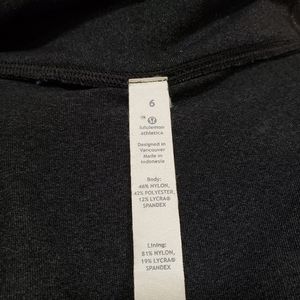 6
lululemon
athletica
Designed in
Vancouver
Made in
Indonesia
Body:
46% NYLON,
42% POLYESTER,
12% LYCRA®
SPANDEX
Lining:
81% NYLON,
19% LYCRA®
SPANDEX